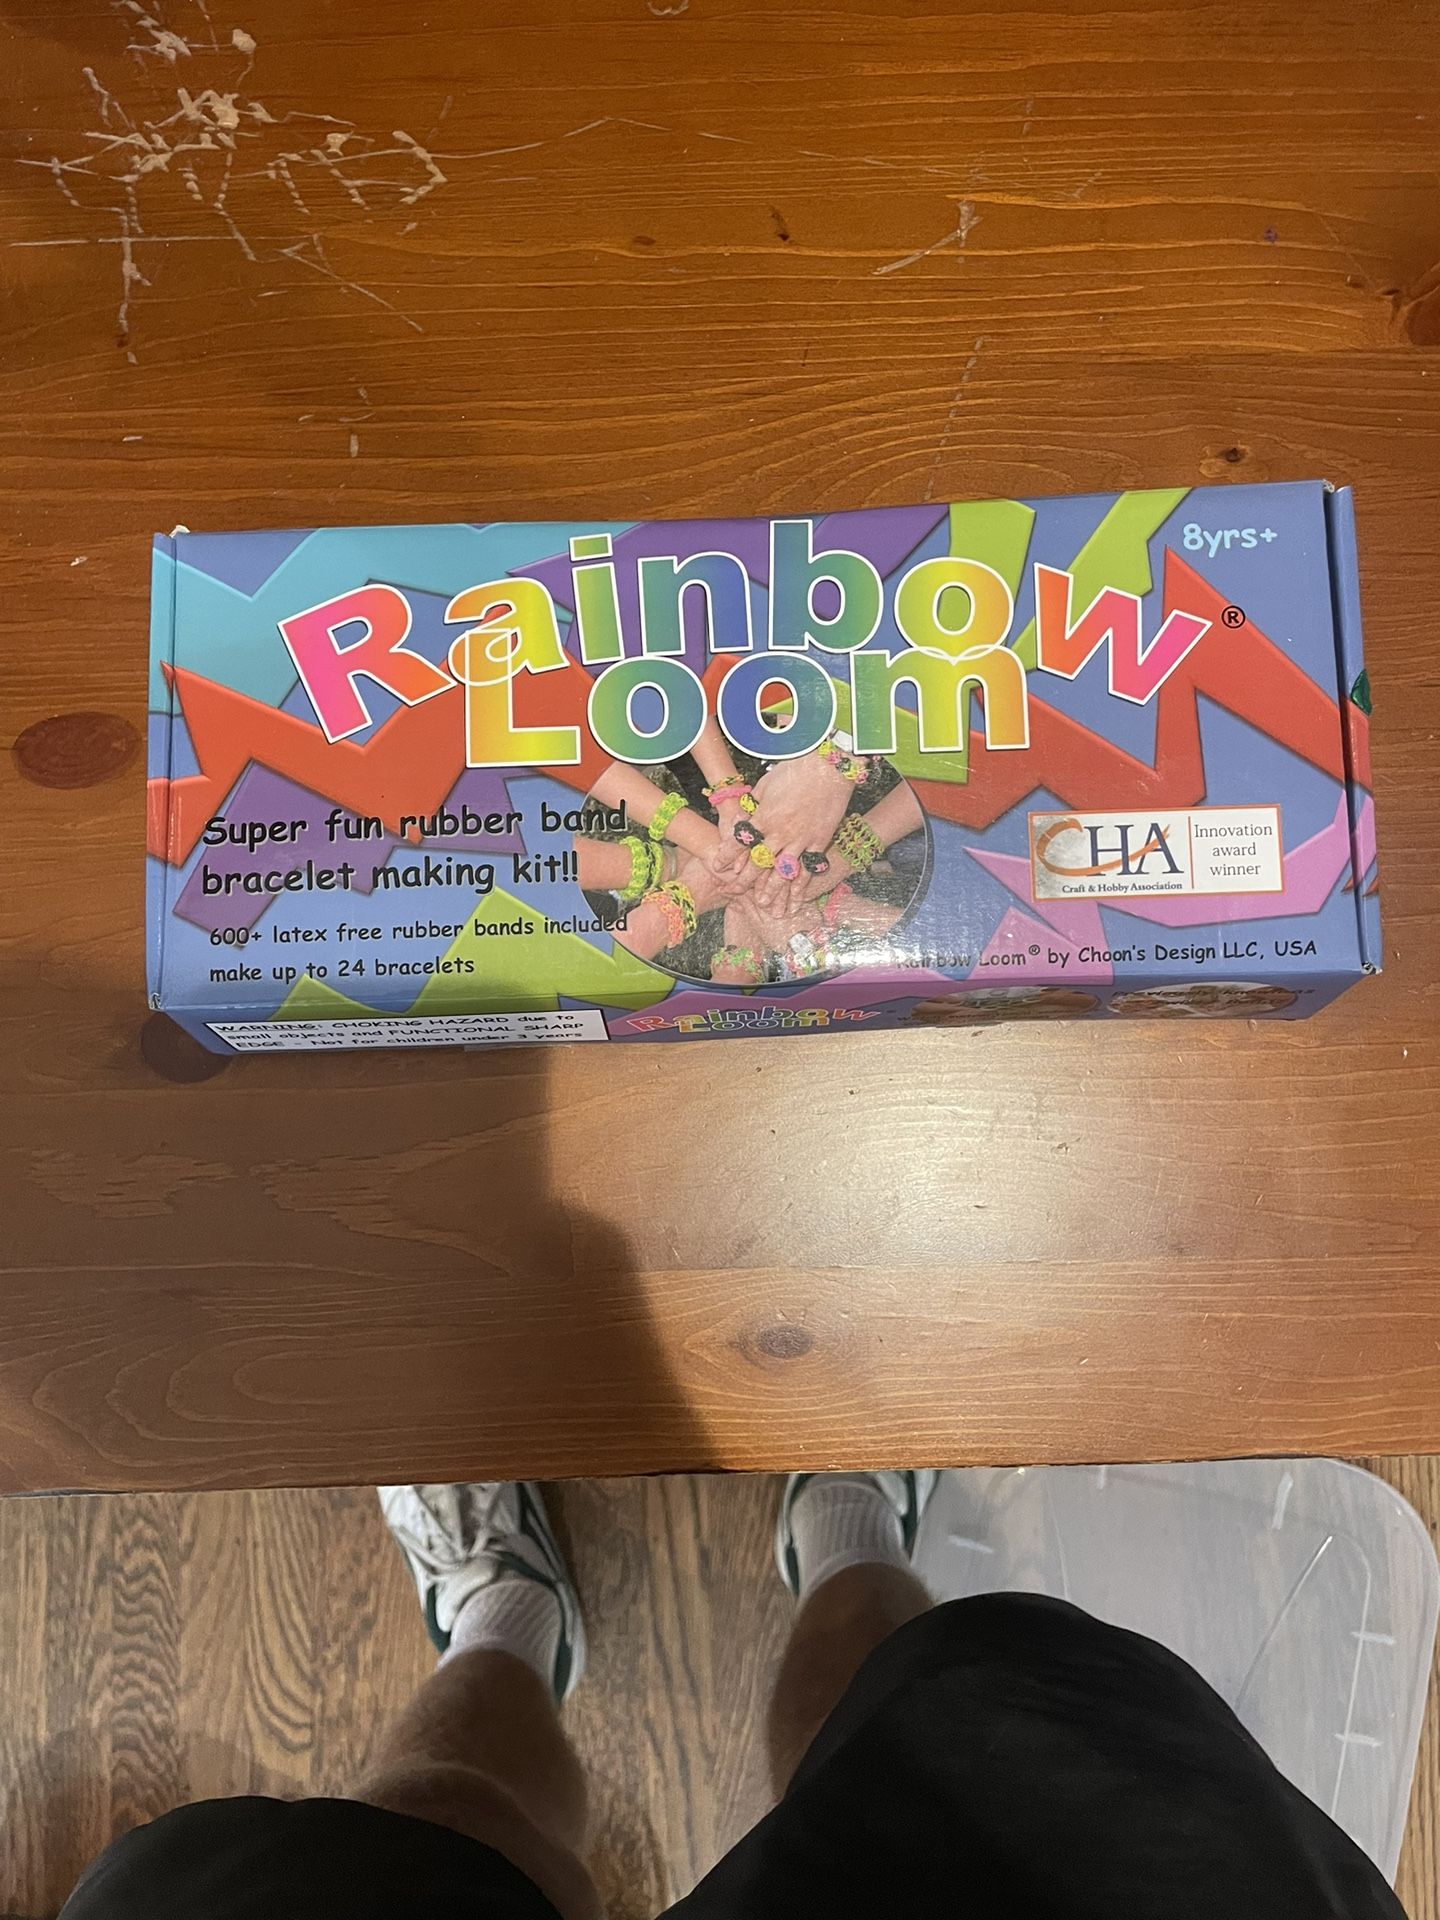 8yrs+
Rainbow®
Loom
Super fun rubber band
bracelet making kit!!
600+ latex free rubber bands included
make up to 24 bracelets
CHA
Craft & Hobby Association
Innovation
award
winner
Rainbow Loom® by Choon's Design LLC, USA
WARNING: CHOKING HAZARD due to
small objects and FUNCTIONAL SHARP
EDGE - Not for children under 3 years
Rainbow
Loom